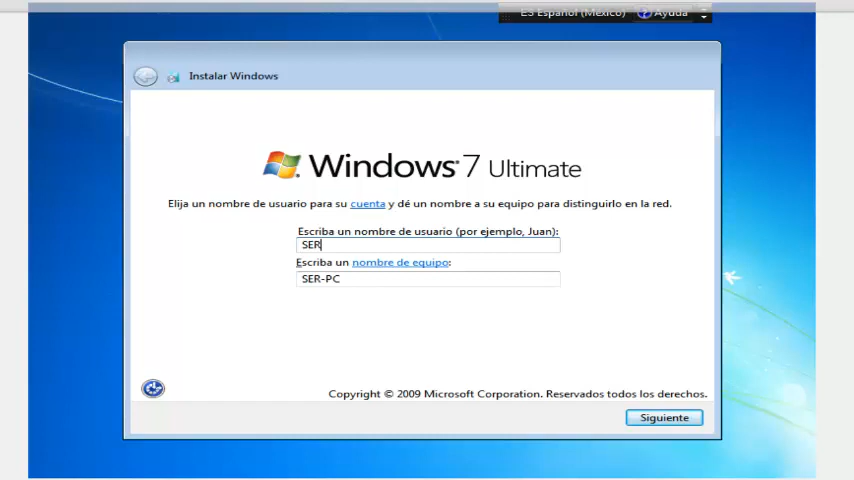 ES Español (México) Ayuda
Instalar Windows
Windows 7 Ultimate
Elija un nombre de usuario para su cuenta y dé un nombre a su equipo para distinguirlo en la red.
Escriba un nombre de usuario (por ejemplo, Juan):
SER
Escriba un nombre de equipo:
SER-PC
Copyright © 2009 Microsoft Corporation. Reservados todos los derechos.
Siguiente